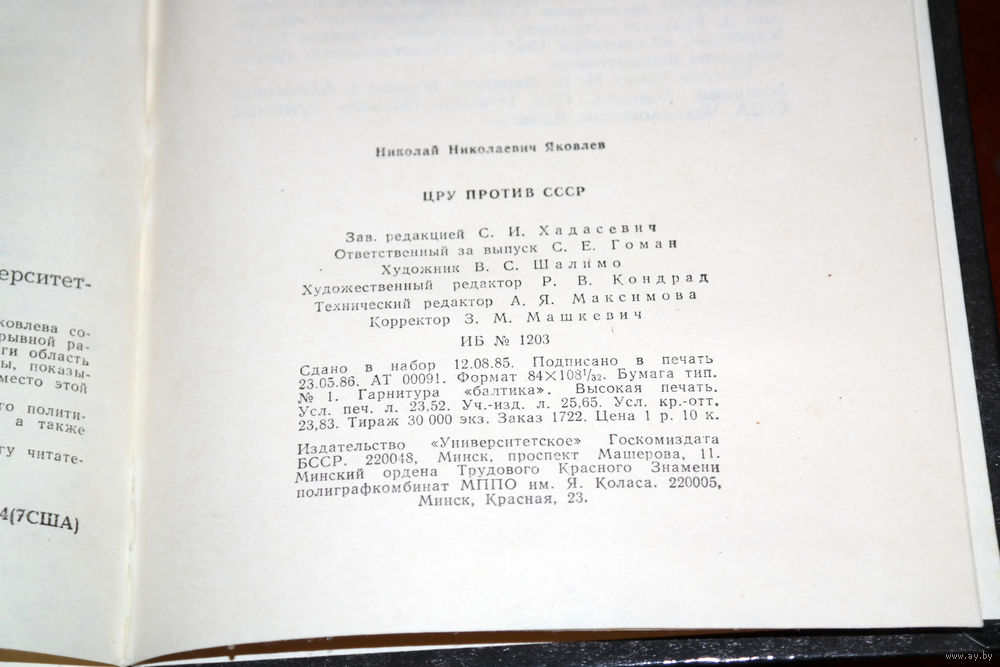 Николай Николаевич Яковлев
ЦРУ ПРОТИВ СССР
Зав. редакцией С. И. Хадасевич
Ответственный за выпуск С. Е. Гоман
Художник В. С. Шалимо
Художественный редактор Р. В. Кондрад
Технический редактор А. Я. Максимова
Корректор З. М. Машкевич
ИБ № 1203
Сдано в набор 12.08.85. Подписано в печать
23.05.86. АТ 00091. Формат 84×108¹/₃₂. Бумага тип.
№ 1. Гарнитура «балтика». Высокая печать.
Усл. печ. л. 23,52. Уч.-изд. л. 25,65. Усл. кр.-отт.
23,83. Тираж 30 000 экз. Заказ 1722. Цена 1 р. 10 к.
Издательство «Университетское» Госкомиздата
БССР. 220048, Минск, проспект Машерова, 11.
Минский ордена Трудового Красного Знамени
полиграфкомбинат МППО им. Я. Коласа. 220005,
Минск, Красная, 23.
ерситет-
ковлева со-
рывной ра-
ги область
ы, показы-
место этой
го полити-
а также
гу читате-
4(7США)
www.ay.by